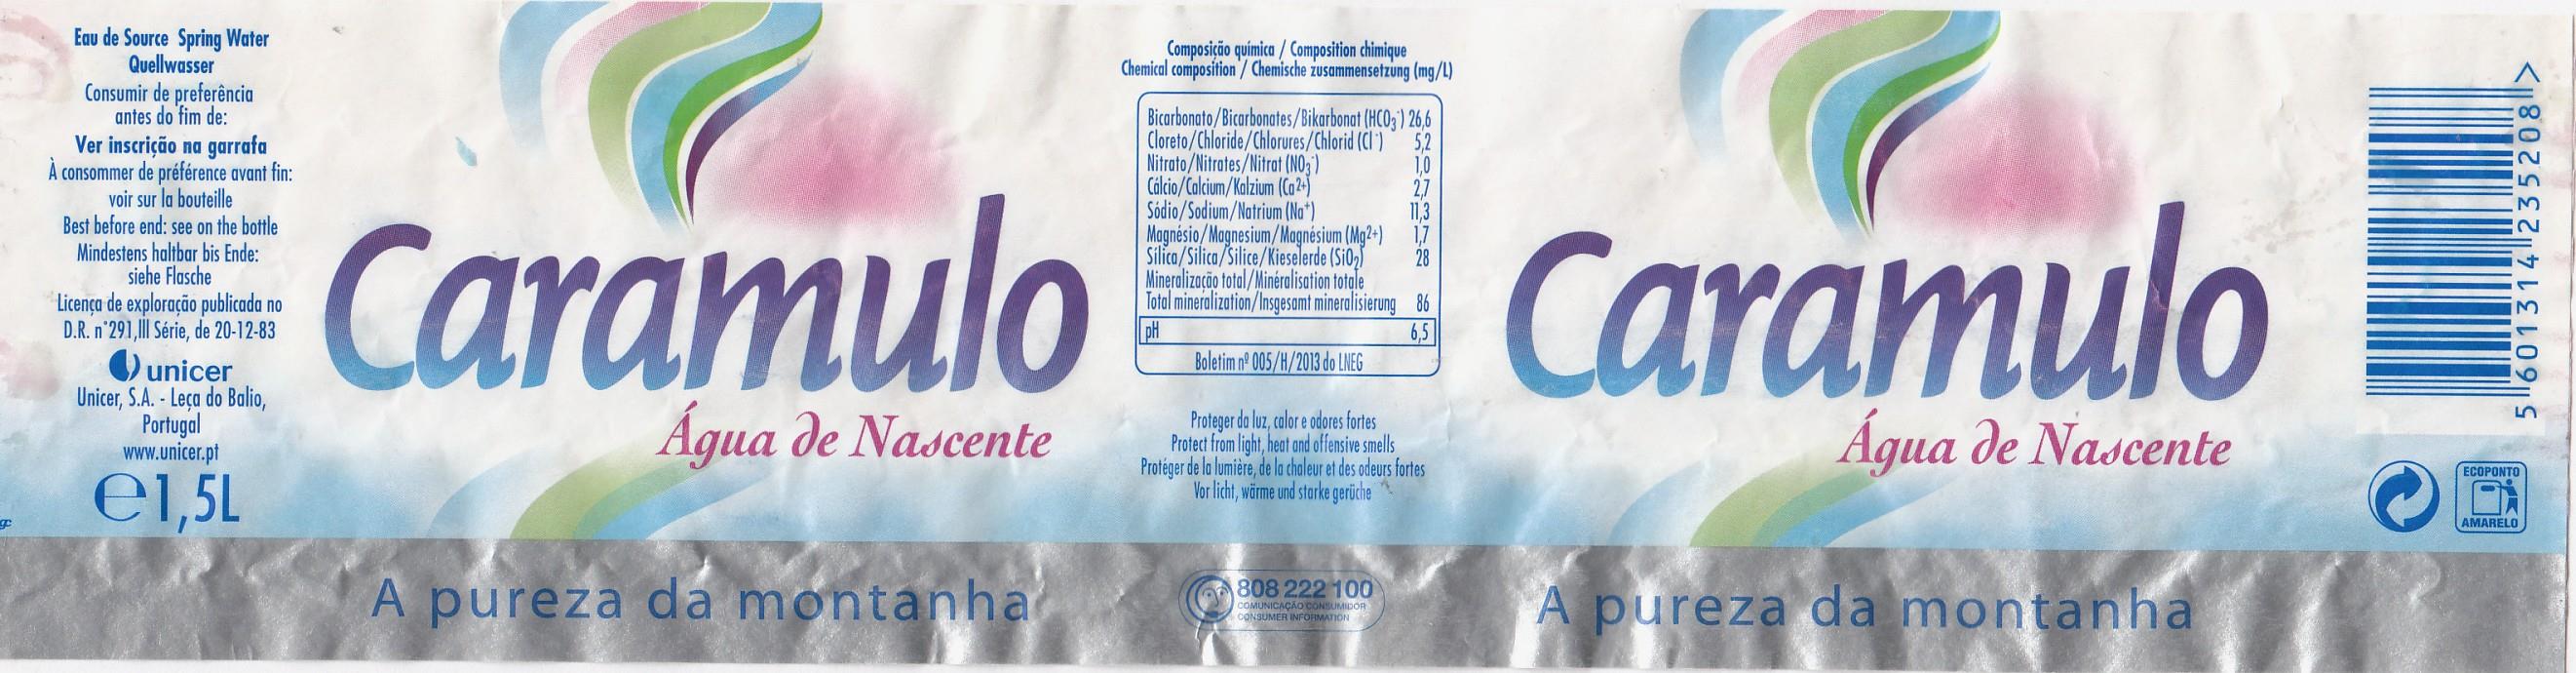 Eau de Source Spring Water
Quellwasser
Consumir de preferência
antes do fim de:
Ver inscrição na garrafa
À consommer de préférence avant fin:
voir sur la bouteille
Best before end: see on the bottle
Mindestens haltbar bis Ende:
siehe Flasche
Licença de exploração publicada no
D.R. n°291,III Série, de 20-12-83
unicer
Unicer, S.A. - Leça do Balio,
Portugal
www.unicer.pt
e1,5L
Caramulo
Água de Nascente
A pureza da montanha
Composição química / Composition chimique
Chemical composition / Chemische zusammensetzung (mg/L)
Bicarbonato/Bicarbonates/Bikarbonat (HCO3-) 26,6
Cloreto/Chloride/Chlorures/Chlorid (Cl-) 5,2
Nitrato/Nitrates/Nitrat (NO3-) 1,0
Cálcio/Calcium/Kalzium (Ca2+) 2,7
Sódio/Sodium/Natrium (Na+) 11,3
Magnésio/Magnesium/Magnésium (Mg2+) 1,7
Sílica/Silica/Silice/Kieselerde (SiO2) 28
Mineralização total/Minéralisation totale
Total mineralization/Insgesamt mineralisierung 86
pH 6,5
Boletim nº 005/H/2013 do LNEG
Proteger da luz, calor e odores fortes
Protect from light, heat and offensive smells
Protéger de la lumière, de la chaleur et des odeurs fortes
Vor licht, wärme und starke gerüche
808 222 100
COMUNICAÇÃO CONSUMIDOR
CONSUMER INFORMATION
Caramulo
Água de Nascente
A pureza da montanha
5 601314 235208 >
ECOPONTO
AMARELO